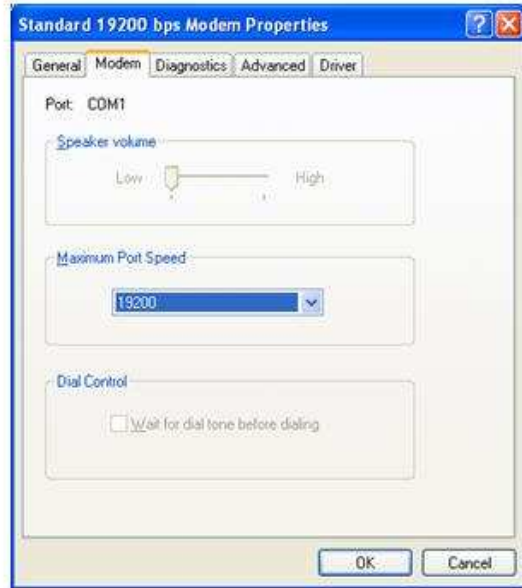 Standard 19200 bps Modem Properties
General Modem Diagnostics Advanced Driver
Port: COM1
Speaker volume
Low High
Maximum Port Speed
19200
Dial Control
Wait for dial tone before dialing
OK Cancel